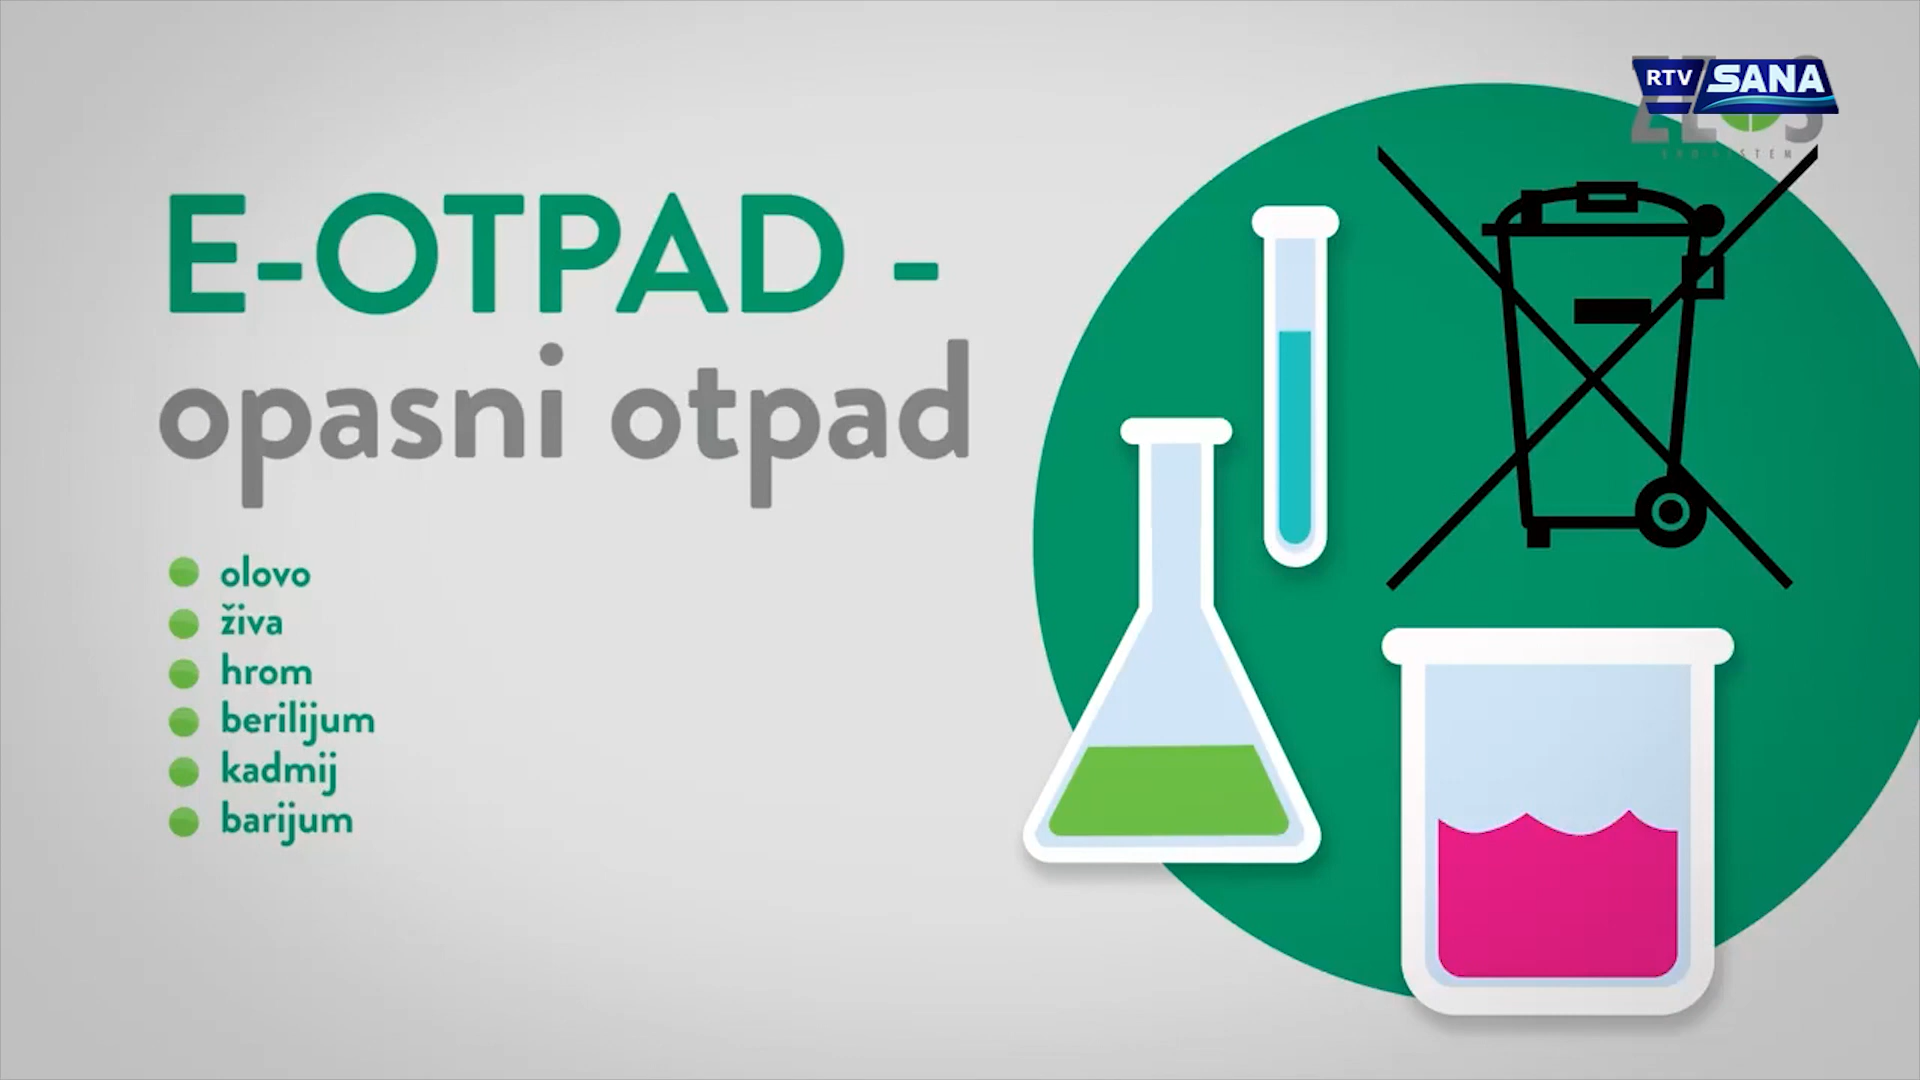 RTV SANA
E-OTPAD -
opasni otpad
olovo
živa
hrom
berilijum
kadmij
barijum